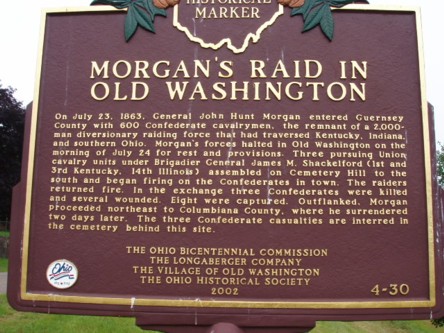 HISTORICAL
MARKER
MORGAN'S RAID IN
OLD WASHINGTON
On July 23, 1863, General John Hunt Morgan entered Guernsey
County with 600 Confederate cavalrymen, the remnant of a 2,000-
man diversionary raiding force that had traversed Kentucky, Indiana,
and southern Ohio. Morgan's forces halted in Old Washington on the
morning of July 24 for rest and provisions. Three pursuing Union
cavalry units under Brigadier General James M. Shackelford (1st and
3rd Kentucky, 14th Illinois) assembled on Cemetery Hill to the
south and began firing on the Confederates in town. The raiders
returned fire. In the exchange three Confederates were killed
and several wounded. Eight were captured. Outflanked, Morgan
proceeded northeast to Columbiana County, where he surrendered
two days later. The three Confederate casualties are interred in
the cemetery behind this site.
THE OHIO BICENTENNIAL COMMISSION
THE LONGABERGER COMPANY
THE VILLAGE OF OLD WASHINGTON
THE OHIO HISTORICAL SOCIETY
2002
4-30
Ohio